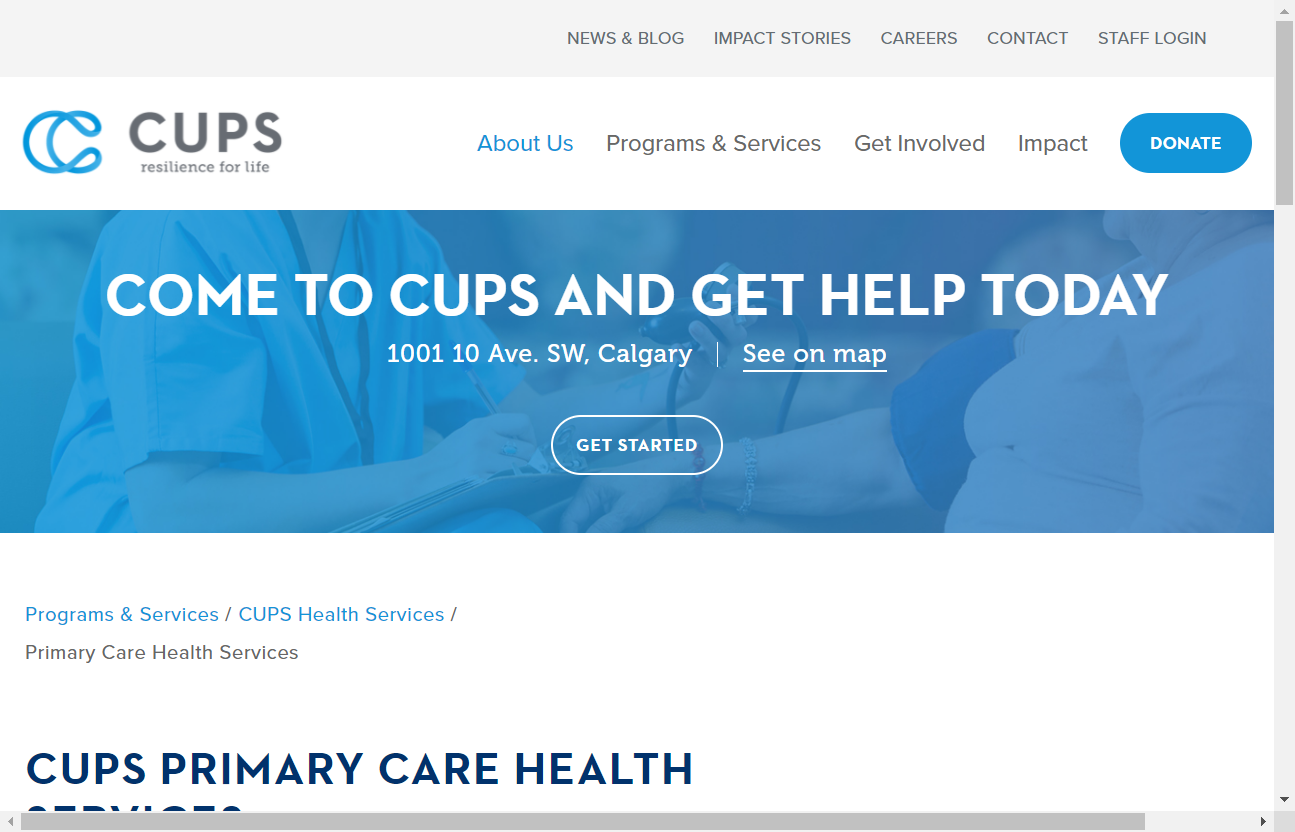 NEWS & BLOG IMPACT STORIES CAREERS CONTACT STAFF LOGIN
CUPS
resilience for life
About Us Programs & Services Get Involved Impact DONATE
COME TO CUPS AND GET HELP TODAY
1001 10 Ave. SW, Calgary | See on map
GET STARTED
Programs & Services / CUPS Health Services /
Primary Care Health Services
CUPS PRIMARY CARE HEALTH
SERVICES